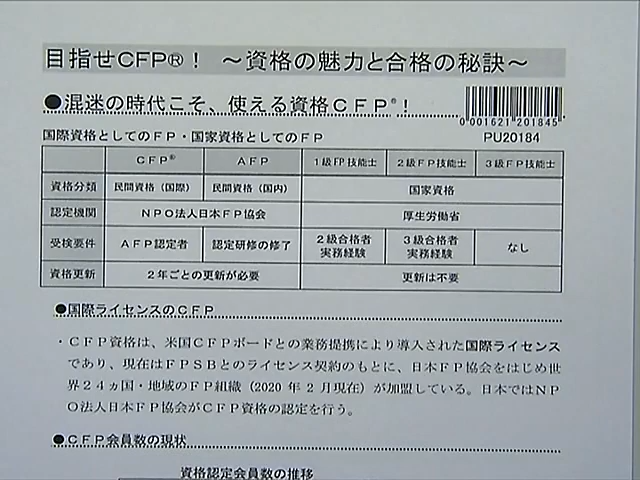 目指せCFP®！ ～資格の魅力と合格の秘訣～
●混迷の時代こそ、使える資格ＣＦＰ®！
0001621201845
国際資格としてのＦＰ・国家資格としてのＦＰ
PU20184
ＣＦＰ® ＡＦＰ １級FP技能士 ２級ＦＰ技能士 ３級ＦＰ技能士
資格分類 民間資格（国際） 民間資格（国内） 国家資格
認定機関 ＮＰＯ法人日本ＦＰ協会 厚生労働省
受検要件 ＡＦＰ認定者 認定研修の修了 ２級合格者 実務経験 ３級合格者 実務経験 なし
資格更新 ２年ごとの更新が必要 更新は不要
●国際ライセンスのＣＦＰ
・ＣＦＰ資格は、米国ＣＦＰボードとの業務提携により導入された国際ライセンス
であり、現在はＦＰＳＢとのライセンス契約のもとに、日本ＦＰ協会をはじめ世
界２４ヵ国・地域のＦＰ組織（2020 年 2 月現在）が加盟している。日本ではＮＰ
Ｏ法人日本ＦＰ協会がＣＦＰ資格の認定を行う。
●ＣＦＰ会員数の現状
資格認定会員数の推移